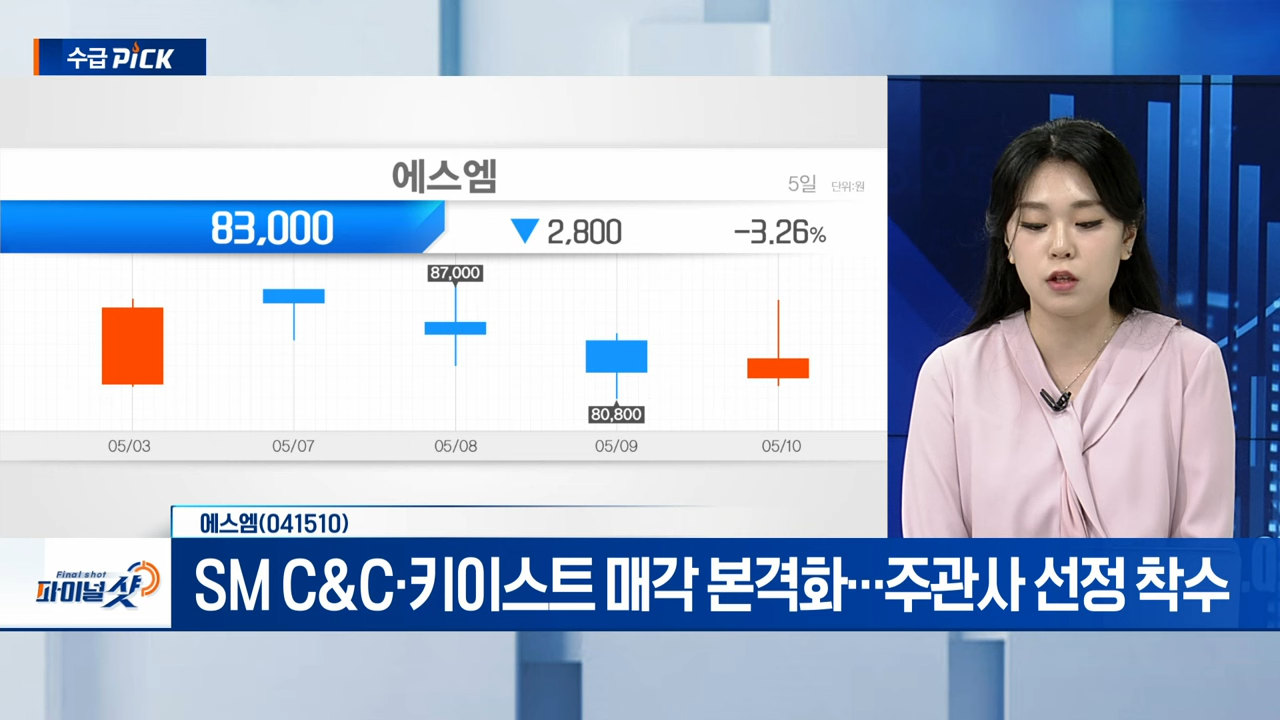 수급 PiCK
에스엠
5일 단위:원
83,000 ▼ 2,800 -3.26%
87,000
80,800
05/03 05/07 05/08 05/09 05/10
에스엠(041510)
Final shot
파이널샷
SM C&C·키이스트 매각 본격화…주관사 선정 착수